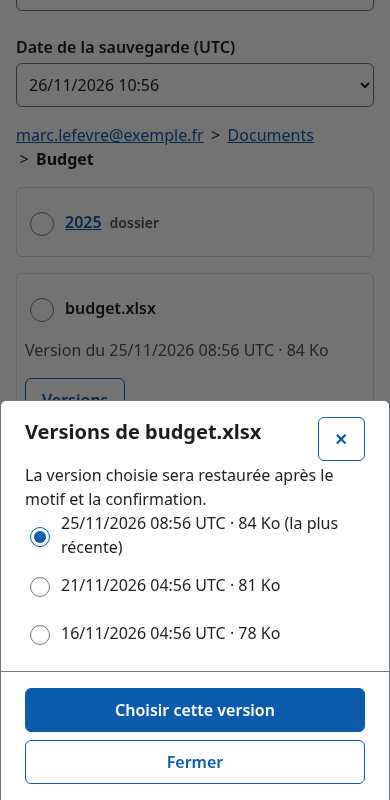 Date de la sauvegarde (UTC)
26/11/2026 10:56
marc.lefevre@exemple.fr > Documents
> Budget
2025 dossier
budget.xlsx
Version du 25/11/2026 08:56 UTC · 84 Ko
Versions
Versions de budget.xlsx
×
La version choisie sera restaurée après le
motif et la confirmation.
25/11/2026 08:56 UTC · 84 Ko (la plus
récente)
21/11/2026 04:56 UTC · 81 Ko
16/11/2026 04:56 UTC · 78 Ko
Choisir cette version
Fermer